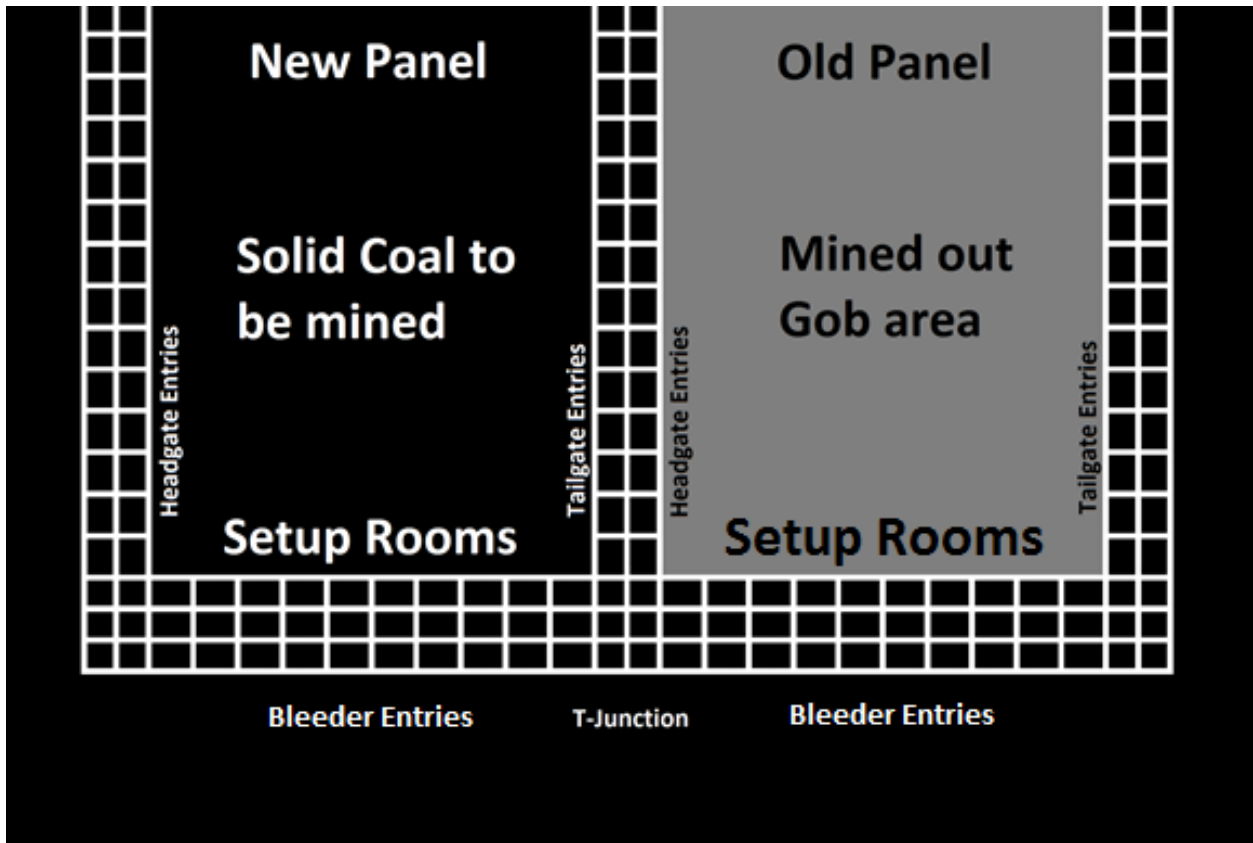 New Panel
Old Panel
Solid Coal to
be mined
Mined out
Gob area
Headgate Entries
Tailgate Entries
Headgate Entries
Tailgate Entries
Setup Rooms
Setup Rooms
Bleeder Entries
T-Junction
Bleeder Entries